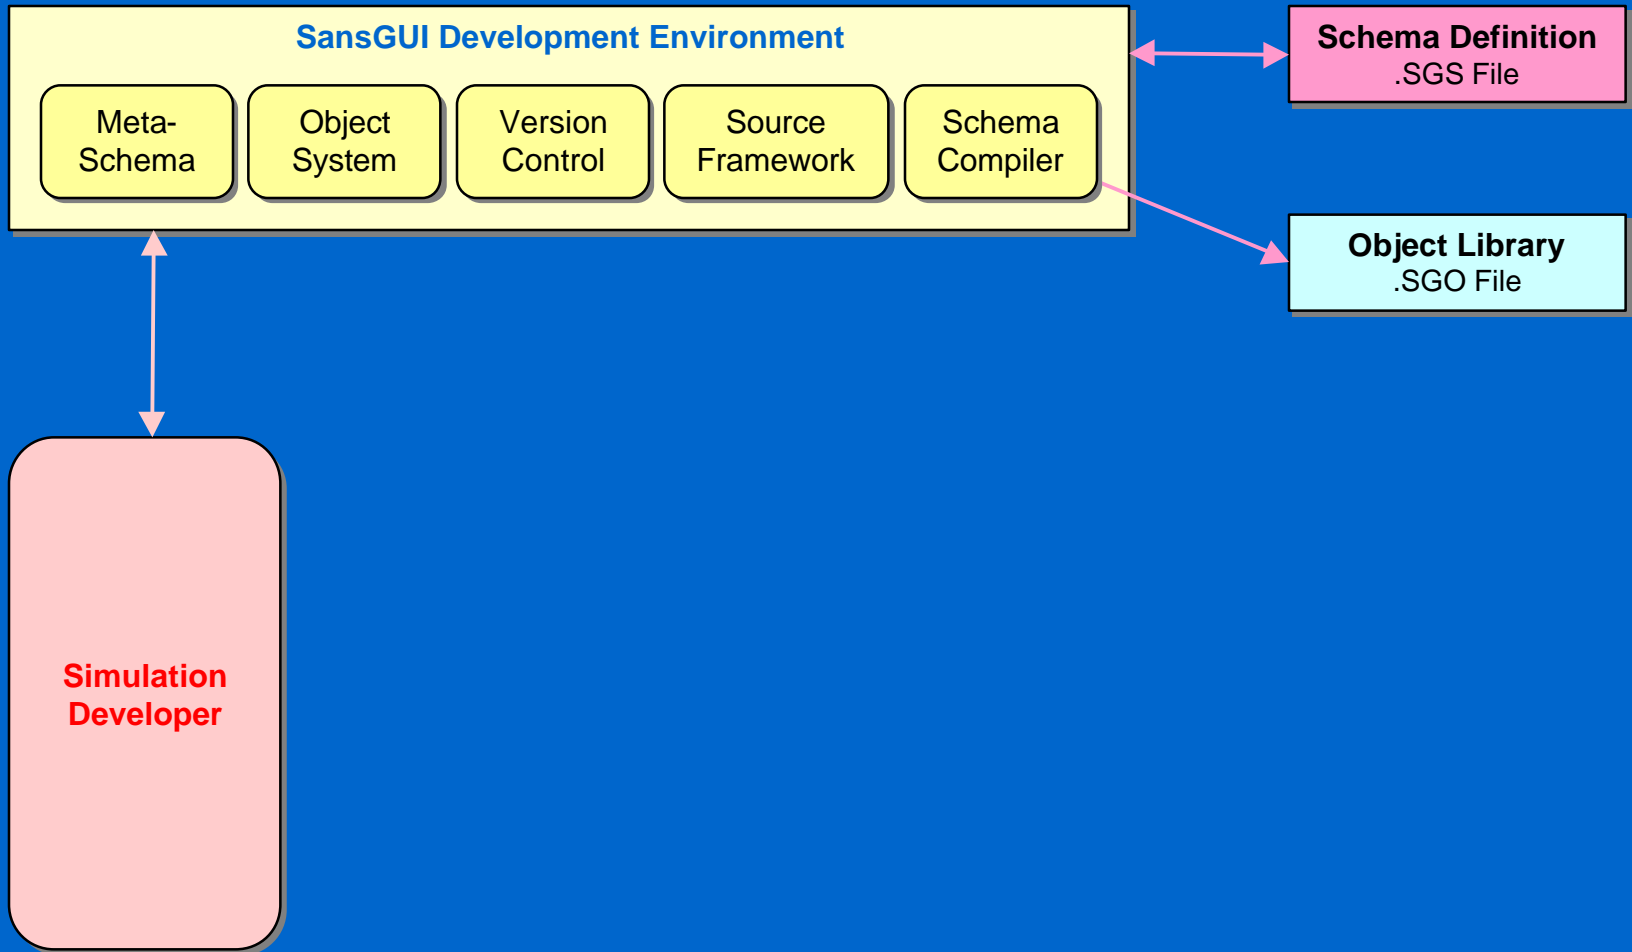 SansGUI Development Environment
Meta-
Schema
Object
System
Version
Control
Source
Framework
Schema
Compiler
Schema Definition
.SGS File
Object Library
.SGO File
Simulation
Developer